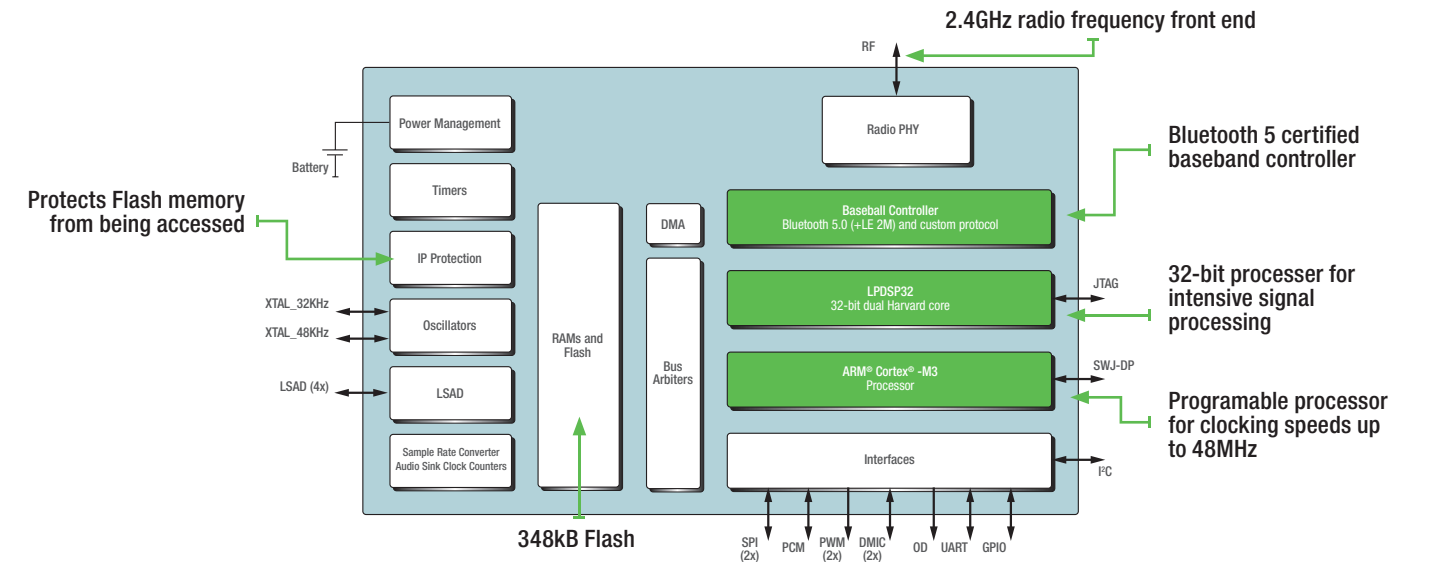 2.4GHz radio frequency front end
RF
Power Management
Radio PHY
Battery
Bluetooth 5 certified
baseband controller
Timers
Protects Flash memory
from being accessed
DMA
Baseball Controller
Bluetooth 5.0 (+LE 2M) and custom protocol
IP Protection
LPDSP32
32-bit dual Harvard core
JTAG
32-bit processer for
intensive signal
processing
XTAL_32KHz
XTAL_48KHz
Oscillators
RAMs and
Flash
Bus
Arbiters
ARM® Cortex® -M3
Processor
SWJ-DP
LSAD (4x)
LSAD
Programable processor
for clocking speeds up
to 48MHz
Sample Rate Converter
Audio Sink Clock Counters
Interfaces
I²C
348kB Flash
SPI
(2x)
PCM
PWM
(2x)
DMIC
(2x)
OD
UART
GPIO